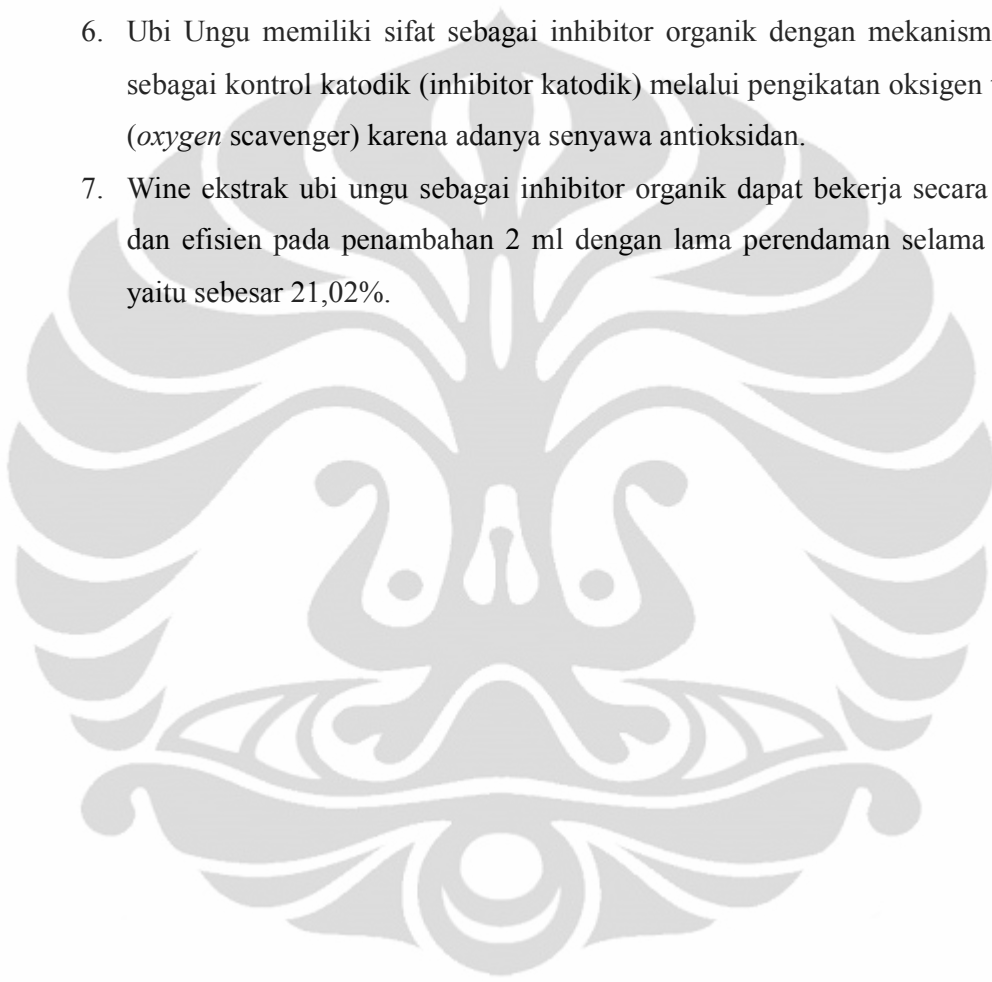 6. Ubi Ungu memiliki sifat sebagai inhibitor organik dengan mekanism
sebagai kontrol katodik (inhibitor katodik) melalui pengikatan oksigen
(oxygen scavenger) karena adanya senyawa antioksidan.
7. Wine ekstrak ubi ungu sebagai inhibitor organik dapat bekerja secara
dan efisien pada penambahan 2 ml dengan lama perendaman selama
yaitu sebesar 21,02%.